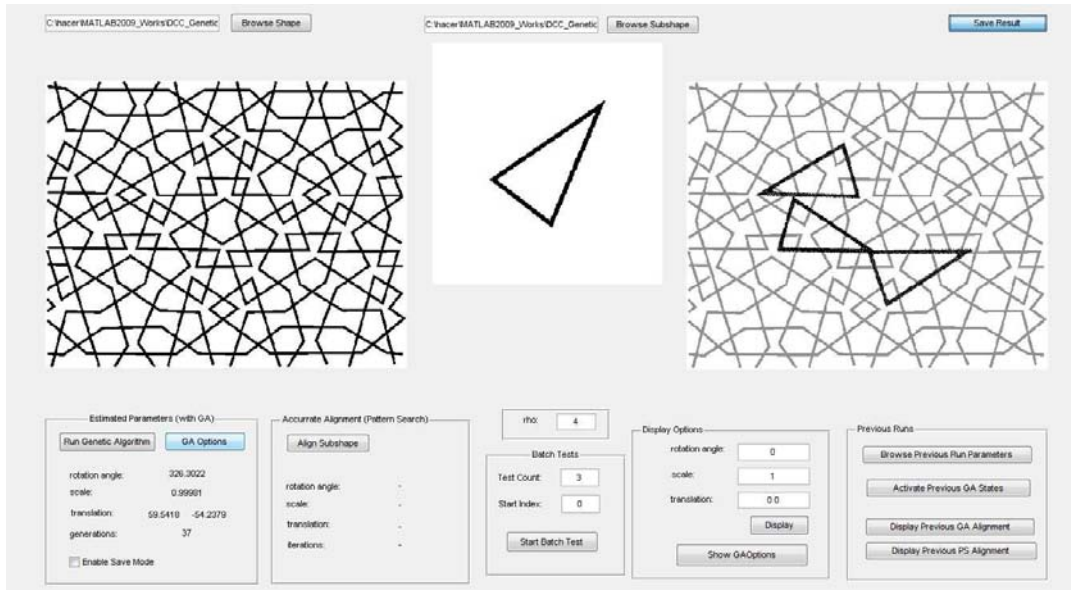 C:\hacer\MATLAB2009_Works\DCC_Genetic
Browse Shape
C:\hacer\MATLAB2009_Works\DCC_Genetic
Browse Subshape
Save Result
Estimated Parameters (with GA)
Run Genetic Algorithm
GA Options
rotation angle: 326.3022
scale: 0.99981
translation: 59.5418 -54.2379
generations: 37
Enable Save Mode
Accurrate Alignment (Pattern Search)
Align Subshape
rotation angle: -
scale: -
translation: -
iterations: -
rho: 4
Batch Tests
Test Count: 3
Start Index: 0
Start Batch Test
Display Options
rotation angle: 0
scale: 1
translation: 0 0
Display
Show GAOptions
Previous Runs
Browse Previous Run Parameters
Activate Previous GA States
Display Previous GA Alignment
Display Previous PS Alignment